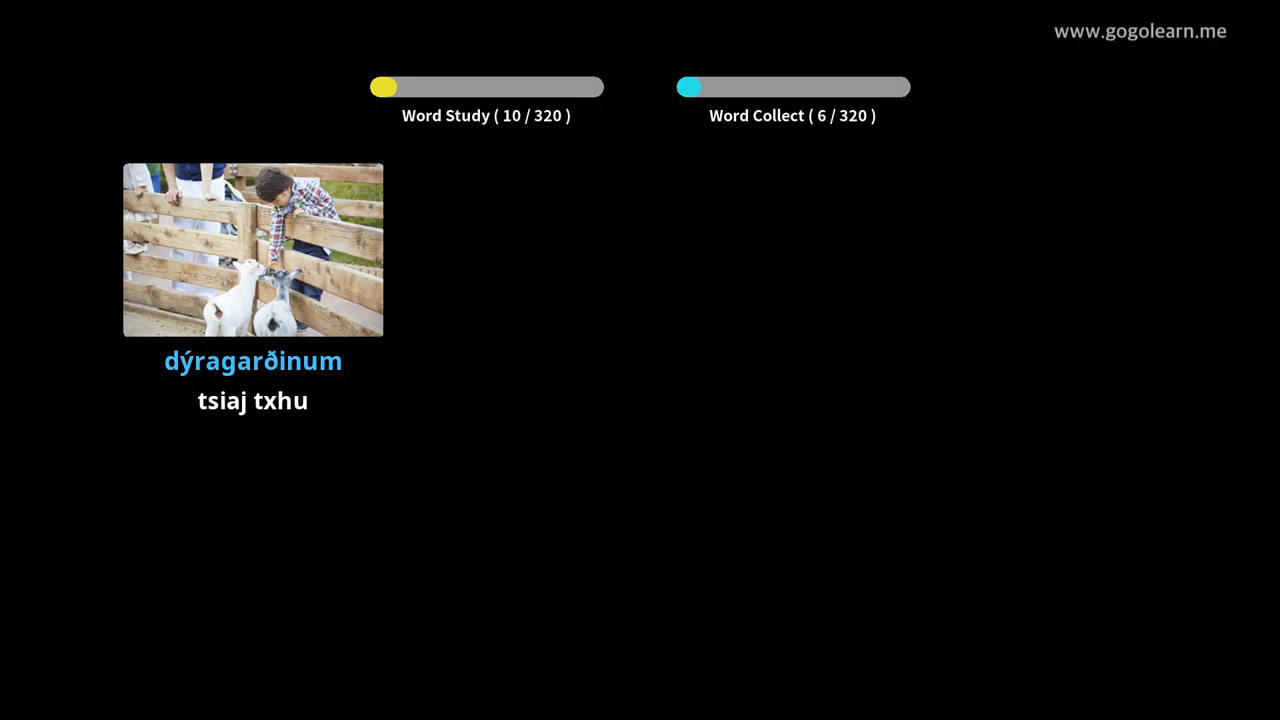 www.gogolearn.me
Word Study ( 10 / 320 )
Word Collect ( 6 / 320 )
dýragarðinum
tsiaj txhu